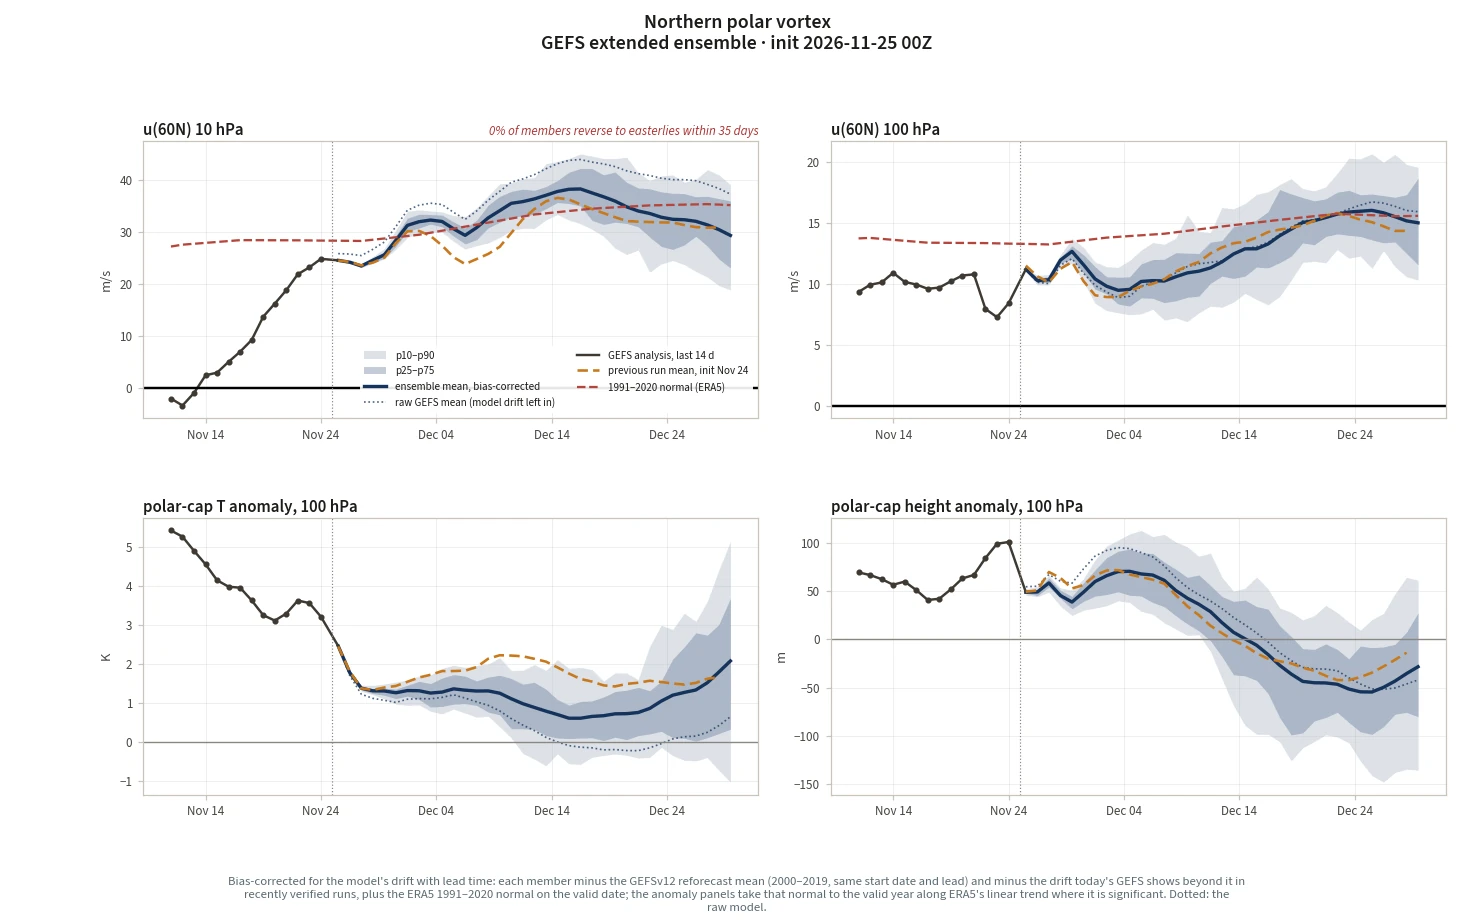 Northern polar vortex
GEFS extended ensemble · init 2026-11-25 00Z
u(60N) 10 hPa
0% of members reverse to easterlies within 35 days
m/s
40
30
20
10
0
p10–p90
p25–p75
ensemble mean, bias-corrected
raw GEFS mean (model drift left in)
GEFS analysis, last 14 d
previous run mean, init Nov 24
1991–2020 normal (ERA5)
Nov 14
Nov 24
Dec 04
Dec 14
Dec 24
u(60N) 100 hPa
m/s
20
15
10
5
0
Nov 14
Nov 24
Dec 04
Dec 14
Dec 24
polar-cap T anomaly, 100 hPa
K
5
4
3
2
1
0
−1
Nov 14
Nov 24
Dec 04
Dec 14
Dec 24
polar-cap height anomaly, 100 hPa
m
100
50
0
−50
−100
−150
Nov 14
Nov 24
Dec 04
Dec 14
Dec 24
Bias-corrected for the model's drift with lead time: each member minus the GEFSv12 reforecast mean (2000–2019, same start date and lead) and minus the drift today's GEFS shows beyond it in
recently verified runs, plus the ERA5 1991–2020 normal on the valid date; the anomaly panels take that normal to the valid year along ERA5's linear trend where it is significant. Dotted: the
raw model.